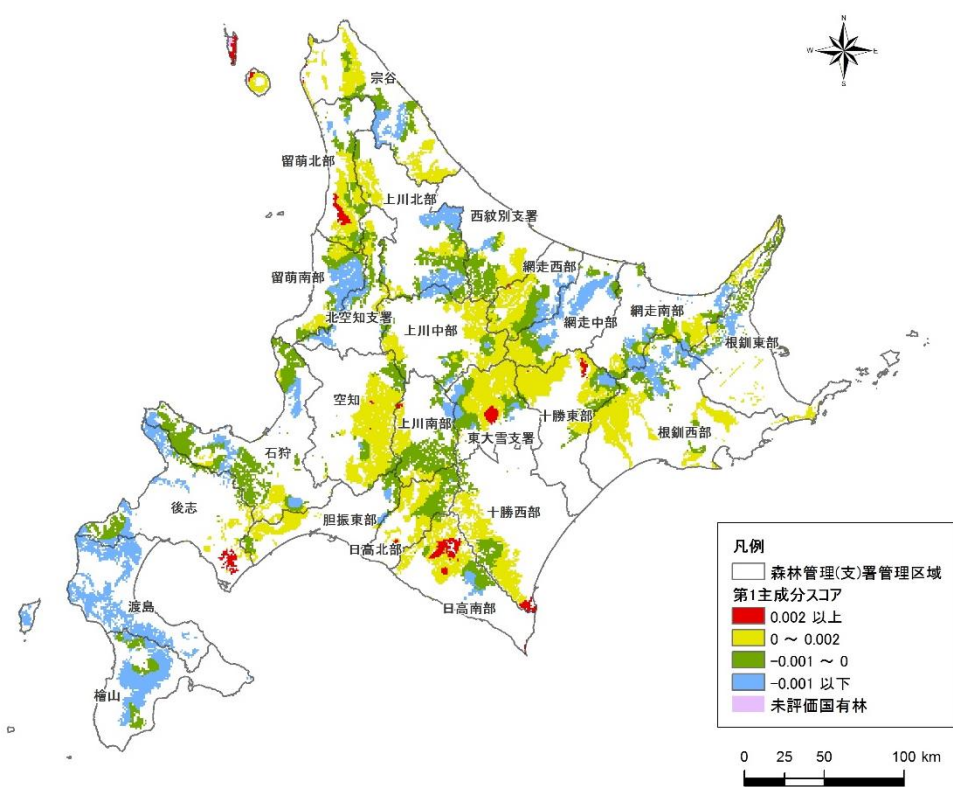 N
W
E
S
宗谷
留萌北部
上川北部
西紋別支署
網走西部
留萌南部
網走中部
網走南部
北空知支署
上川中部
根釧東部
空知
上川南部
十勝東部
東大雪支署
根釧西部
石狩
後志
胆振東部
十勝西部
日高北部
日高南部
渡島
檜山
凡例
森林管理(支)署管理区域
第1主成分スコア
0.002 以上
0 ~ 0.002
-0.001 ~ 0
-0.001 以下
未評価国有林
0 25 50 100 km